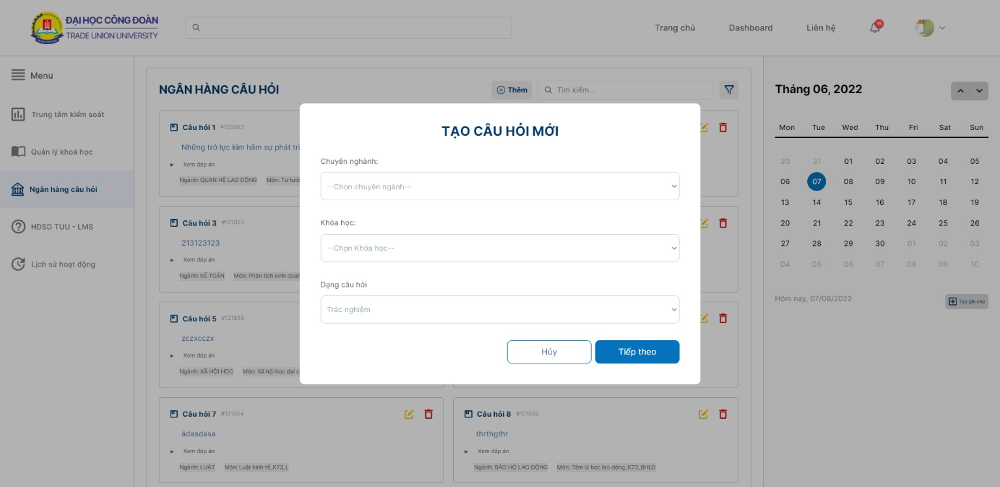 ĐẠI HỌC CÔNG ĐOÀN
TRADE UNION UNIVERSITY
Trang chủ
Dashboard
Liên hệ
15
Menu
Trung tâm kiểm soát
Quản lý khoá học
Ngân hàng câu hỏi
HDSD TUU - LMS
Lịch sử hoạt động
NGÂN HÀNG CÂU HỎI
Thêm
Tìm kiếm...
Câu hỏi 1 #120963
Những trở lực kìm hãm sự phát
Xem đáp án
Ngành: QUAN HỆ LAO ĐỘNG Môn: Tư
Câu hỏi 3 #121853
213123123
Xem đáp án
Ngành: KẾ TOÁN Môn: Phân tích kinh
Câu hỏi 5 #121855
zczxcczx
Xem đáp án
Ngành: XÃ HỘI HỌC Môn: Xã hội học đại
Câu hỏi 7 #121854
ádasdasa
Xem đáp án
Ngành: LUẬT Môn: Luật kinh tế_K73_L
Câu hỏi 8 #121856
thrthgthr
Xem đáp án
Ngành: BẢO HỘ LAO ĐỘNG Môn: Tâm lý học lao động_K73_BHLD
TẠO CÂU HỎI MỚI
Chuyên nghành:
--Chọn chuyên ngành--
Khóa học:
--Chọn Khóa học--
Dạng câu hỏi
Trắc nghiệm
Hủy
Tiếp theo
Tháng 06, 2022
Mon Tue Wed Thu Fri Sat Sun
30 31 01 02 03 04 05
06 07 08 09 10 11 12
13 14 15 16 17 18 19
20 21 22 23 24 25 26
27 28 29 30 01 02 03
04 05 06 07 08 09 10
Hôm nay, 07/06/2022
Tạo ghi chú